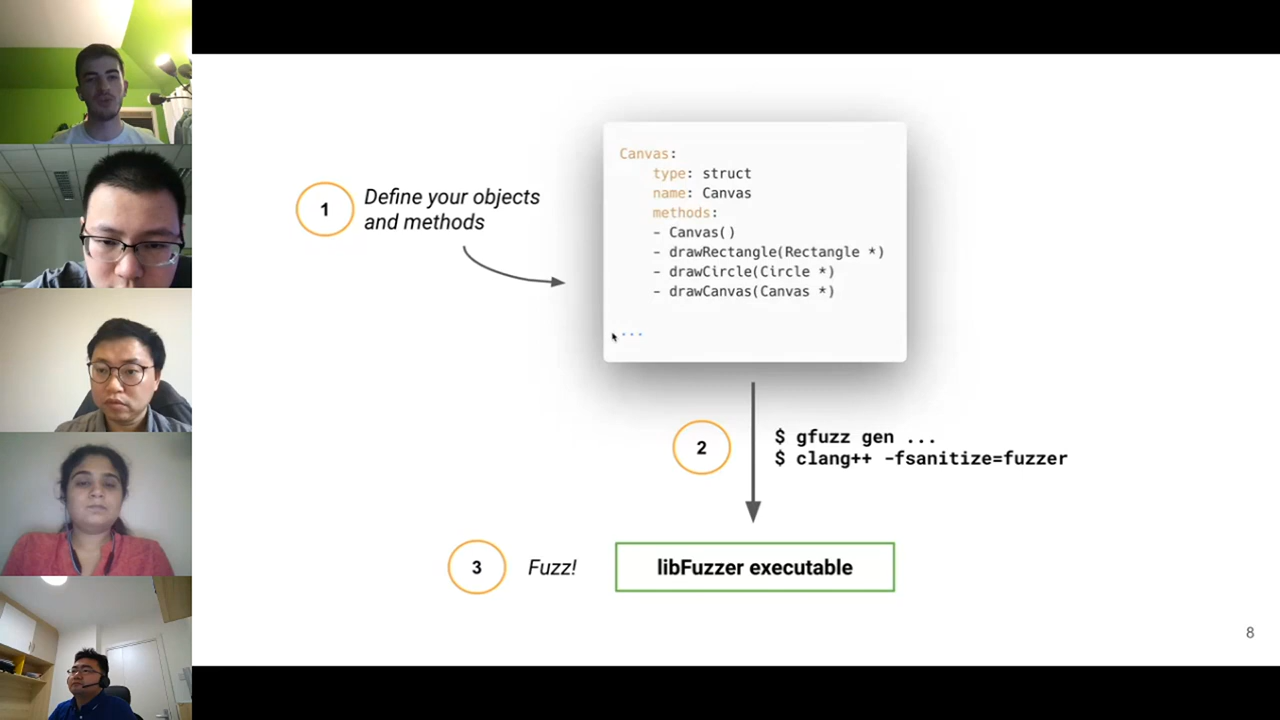 1
Define your objects
and methods
Canvas:
type: struct
name: Canvas
methods:
- Canvas()
- drawRectangle(Rectangle *)
- drawCircle(Circle *)
- drawCanvas(Canvas *)
...
2
$ gfuzz gen ...
$ clang++ -fsanitize=fuzzer
3
Fuzz!
libFuzzer executable
8